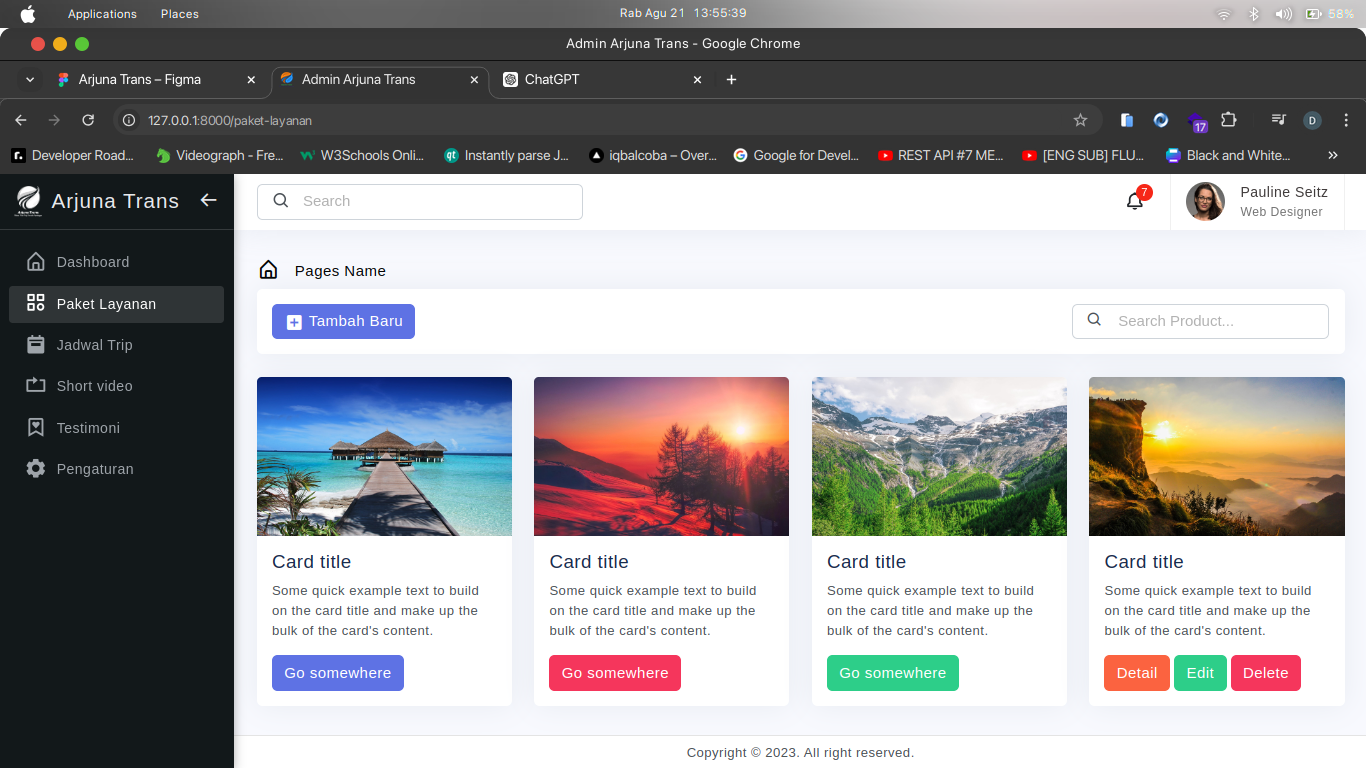 Applications Places Rab Agu 21 13:55:39 58%
Admin Arjuna Trans - Google Chrome
Arjuna Trans – Figma Admin Arjuna Trans ChatGPT
127.0.0.1:8000/paket-layanan 17 D
Developer Road... Videograph - Fre... W3Schools Onli... Instantly parse J... iqbalcoba – Over... Google for Devel... REST API #7 ME... [ENG SUB] FLU... Black and White...
Arjuna Trans
Dashboard
Paket Layanan
Jadwal Trip
Short video
Testimoni
Pengaturan
Search
7
Pauline Seitz
Web Designer
Pages Name
Tambah Baru
Search Product...
Card title
Some quick example text to build
on the card title and make up the
bulk of the card's content.
Go somewhere
Card title
Some quick example text to build
on the card title and make up the
bulk of the card's content.
Go somewhere
Card title
Some quick example text to build
on the card title and make up the
bulk of the card's content.
Go somewhere
Card title
Some quick example text to build
on the card title and make up the
bulk of the card's content.
Detail Edit Delete
Copyright © 2023. All right reserved.